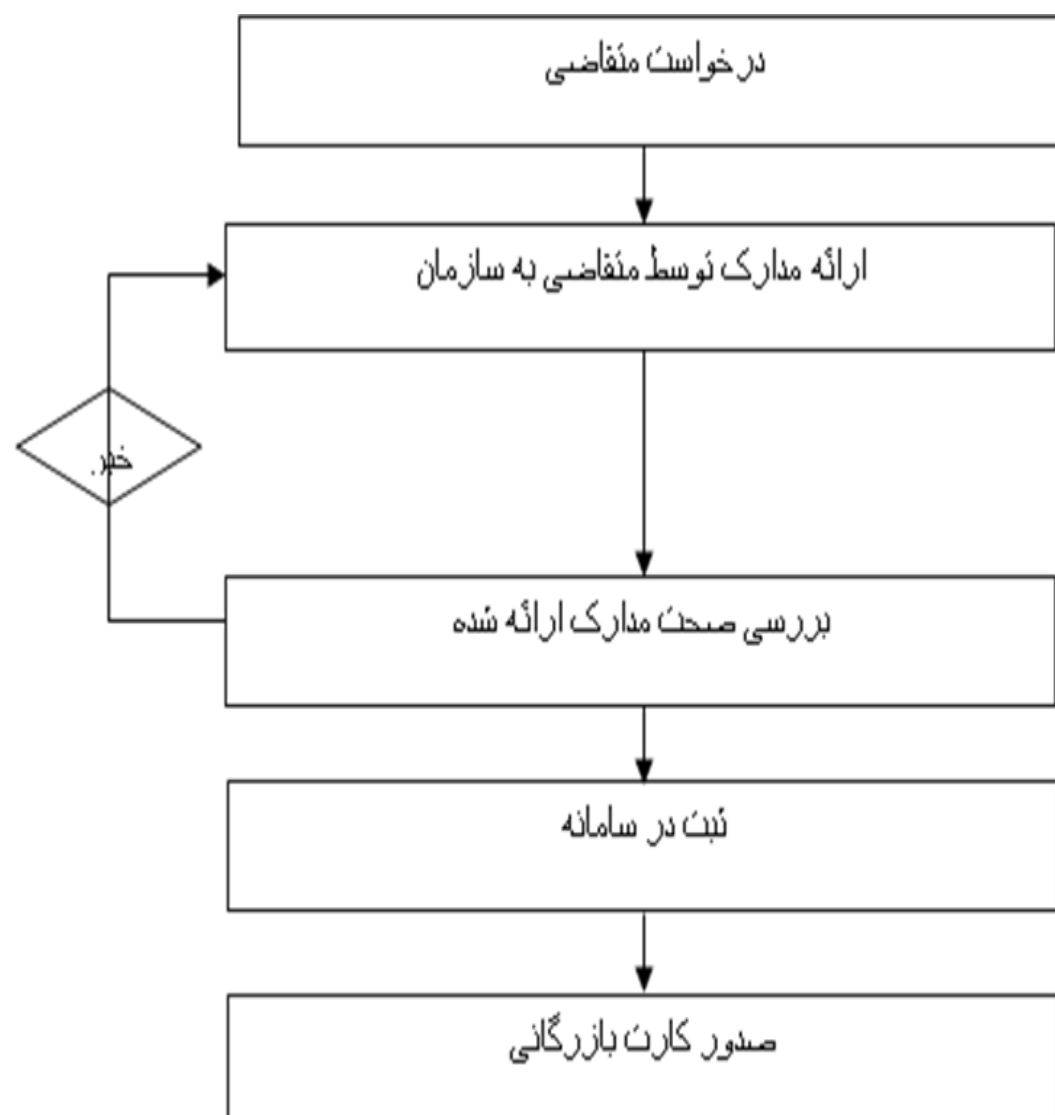 درخواست متقاضی
ارائه مدارک توسط متقاضی به سازمان
خیر
بررسی صحت مدارک ارائه شده
ثبت در سامانه
صدور کارت بازرگانی